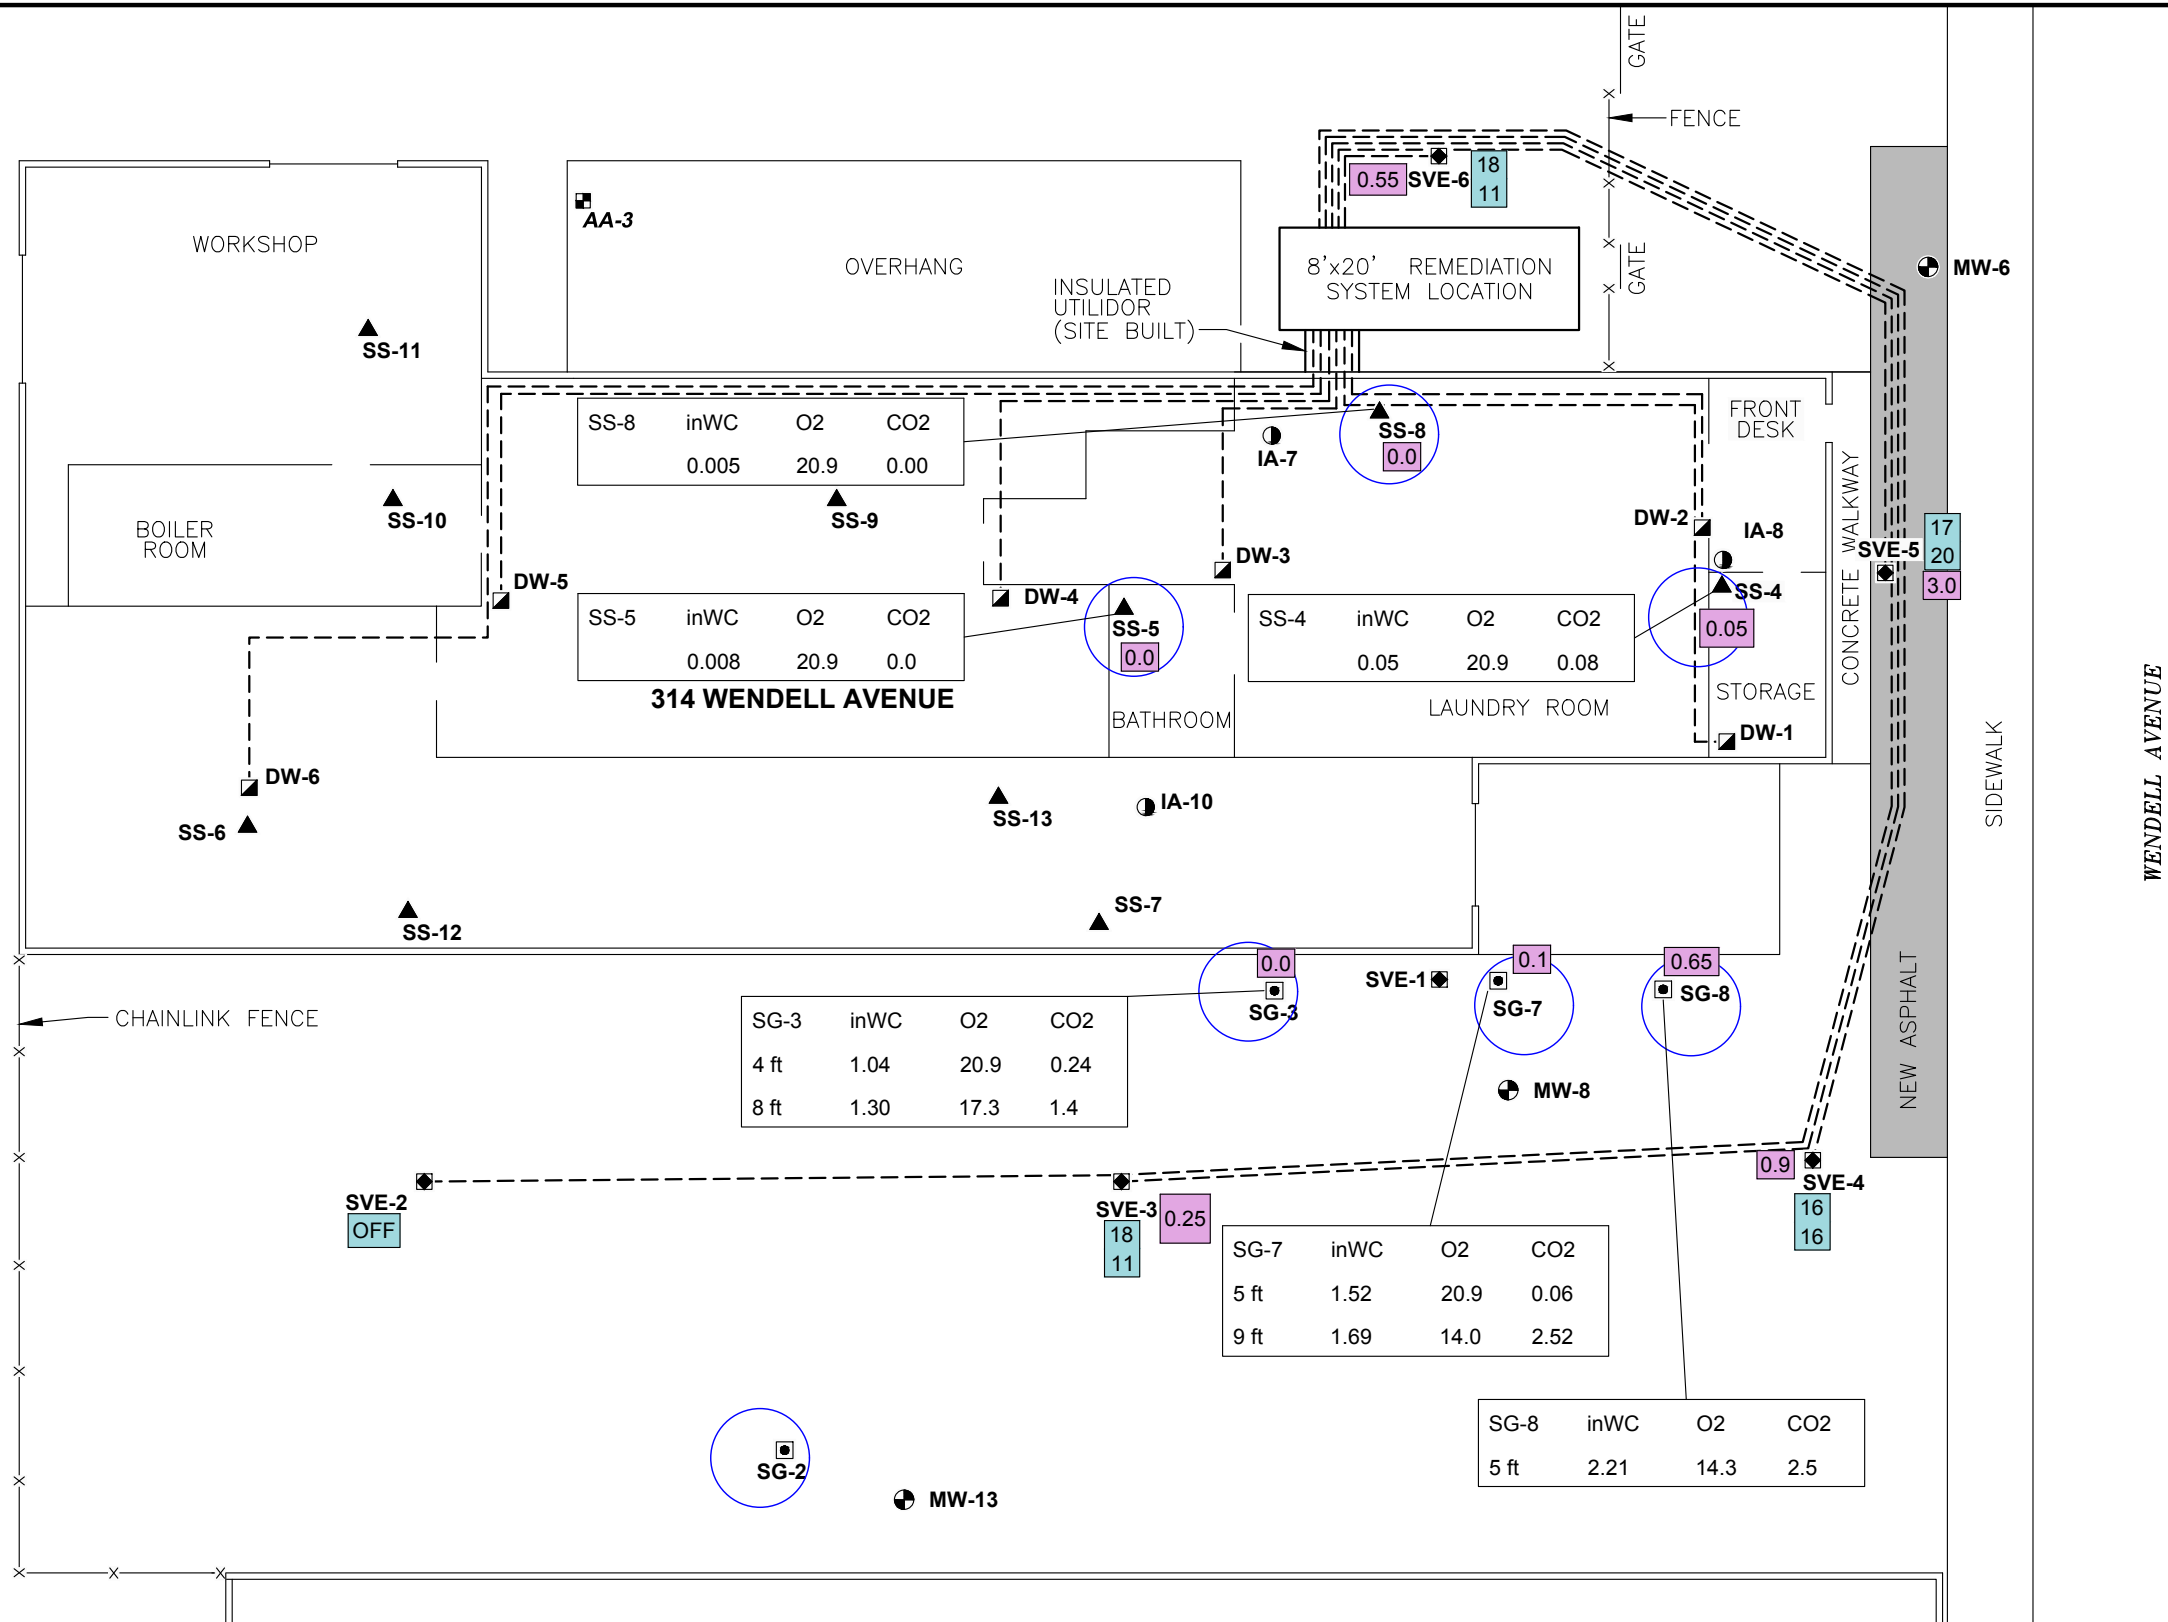 GATE
FENCE
0.55
SVE-6
18
11
AA-3
WORKSHOP
OVERHANG
INSULATED
UTILIDOR
(SITE BUILT)
8'x20' REMEDIATION
SYSTEM LOCATION
GATE
MW-6
SS-11
SS-8 inWC O2 CO2
0.005 20.9 0.00
SS-8
0.0
IA-7
FRONT
DESK
CONCRETE WALKWAY
BOILER
ROOM
SS-10
SS-9
DW-2
IA-8
SVE-5
17
20
3.0
DW-5
DW-4
DW-3
SS-5 inWC O2 CO2
0.008 20.9 0.0
SS-5
0.0
SS-4 inWC O2 CO2
0.05 20.9 0.08
SS-4
0.05
314 WENDELL AVENUE
BATHROOM
LAUNDRY ROOM
STORAGE
DW-1
WENDELL AVENUE
SIDEWALK
DW-6
SS-6
SS-13
IA-10
SS-12
SS-7
CHAINLINK FENCE
0.0
SG-3
SVE-1
0.1
SG-7
0.65
SG-8
NEW ASPHALT
SG-3 inWC O2 CO2
4 ft 1.04 20.9 0.24
8 ft 1.30 17.3 1.4
MW-8
SVE-2
OFF
SVE-3
0.25
18
11
0.9
SVE-4
16
16
SG-7 inWC O2 CO2
5 ft 1.52 20.9 0.06
9 ft 1.69 14.0 2.52
SG-8 inWC O2 CO2
5 ft 2.21 14.3 2.5
SG-2
MW-13